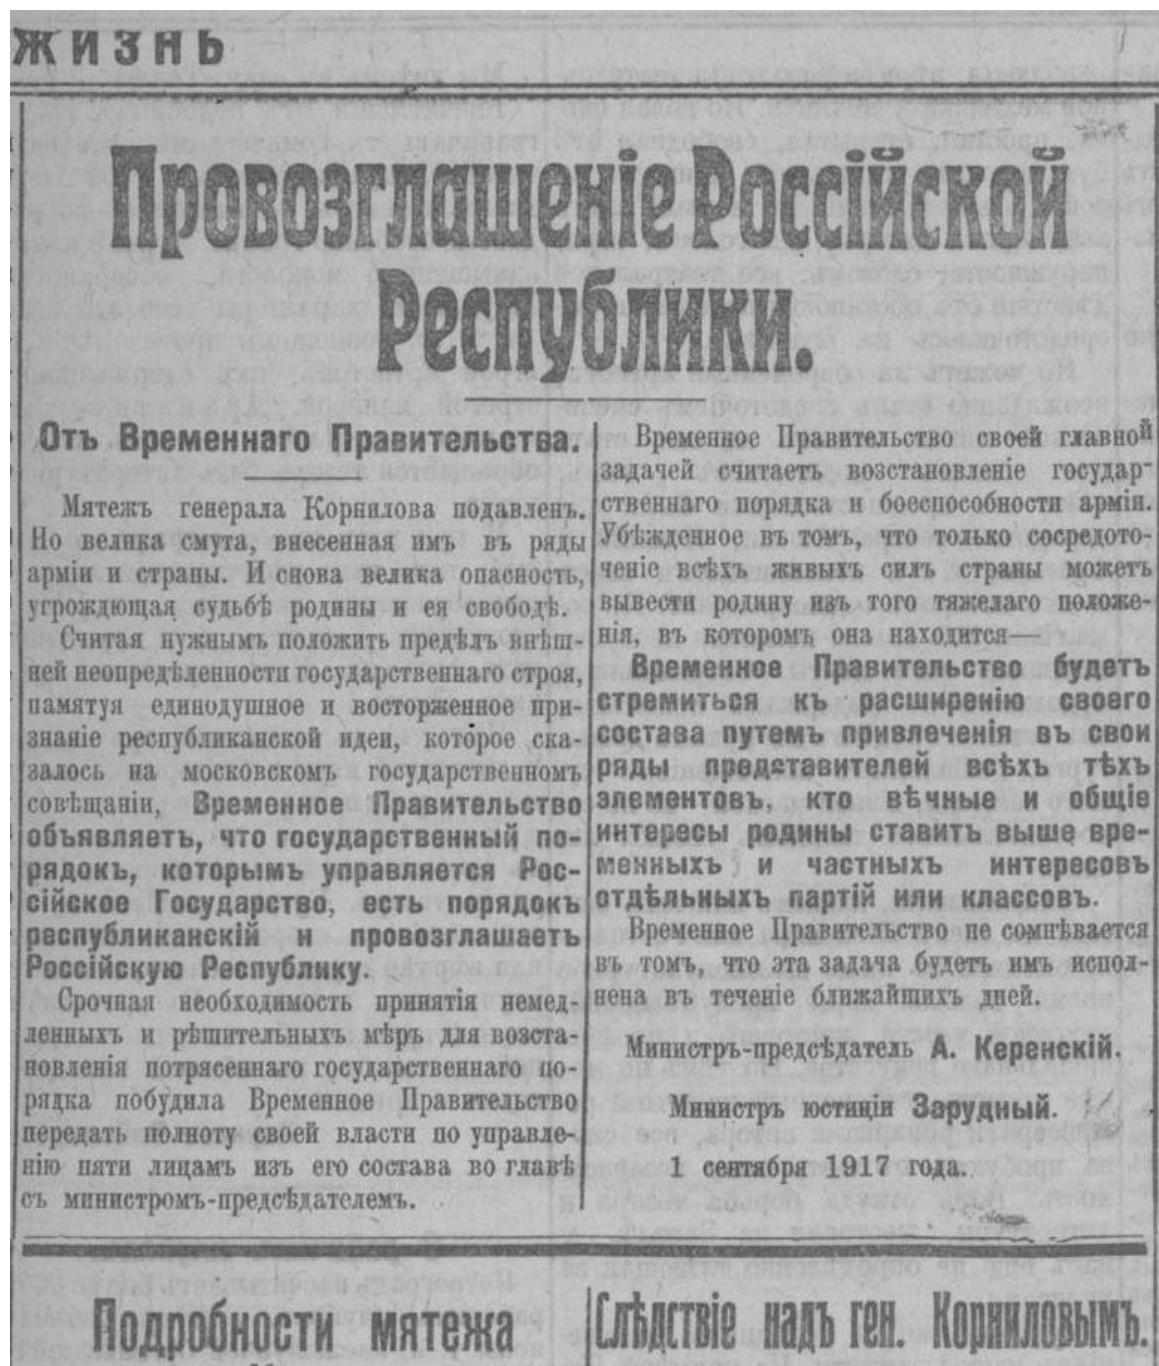 ЖИЗНЬ
Провозглашеніе Россійской
Республики.
Отъ Временнаго Правительства.
Мятежъ генерала Корнилова подавленъ.
Но велика смута, внесенная имъ въ ряды
арміи и страны. И снова велика опасность,
угрождющая судьбѣ родины и ея свободѣ.
Считая нужнымъ положить предѣлъ внѣш-
ней неопредѣленности государственнаго строя,
памятуя единодушное и восторженное при-
знаніе республиканской идеи, которое ска-
залось на московскомъ государственномъ
совѣщаніи, Временное Правительство
объявляетъ, что государственный по-
рядокъ, которымъ управляется Рос-
сійское Государство, есть порядокъ
республиканскій и провозглашаетъ
Россійскую Республику.
Срочная необходимость принятія немед-
ленныхъ и рѣшительныхъ мѣръ для возста-
новленія потрясеннаго государственнаго по-
рядка побудила Временное Правительство
передать полноту своей власти по управле-
нію пяти лицамъ изъ его состава во главѣ
съ министромъ-предсѣдателемъ.
Временное Правительство своей главной
задачей считаетъ возстановленіе государ-
ственнаго порядка и боеспособности арміи.
Убѣжденное въ томъ, что только сосредото-
ченіе всѣхъ живыхъ силъ страны можетъ
вывести родину изъ того тяжелаго положе-
нія, въ которомъ она находится—
Временное Правительство будетъ
стремиться къ расширенію своего
состава путемъ привлеченія въ свои
ряды представителей всѣхъ тѣхъ
элементовъ, кто вѣчные и общіе
интересы родины ставитъ выше вре-
менныхъ и частныхъ интересовъ
отдѣльныхъ партій или классовъ.
Временное Правительство не сомнѣвается
въ томъ, что эта задача будетъ имъ испол-
нена въ теченіе ближайшихъ дней.
Министръ-предсѣдатель А. Керенскій.
Министръ юстиціи Зарудный.
1 сентября 1917 года.
Подробности мятежа
Слѣдствіе надъ ген. Корниловымъ.